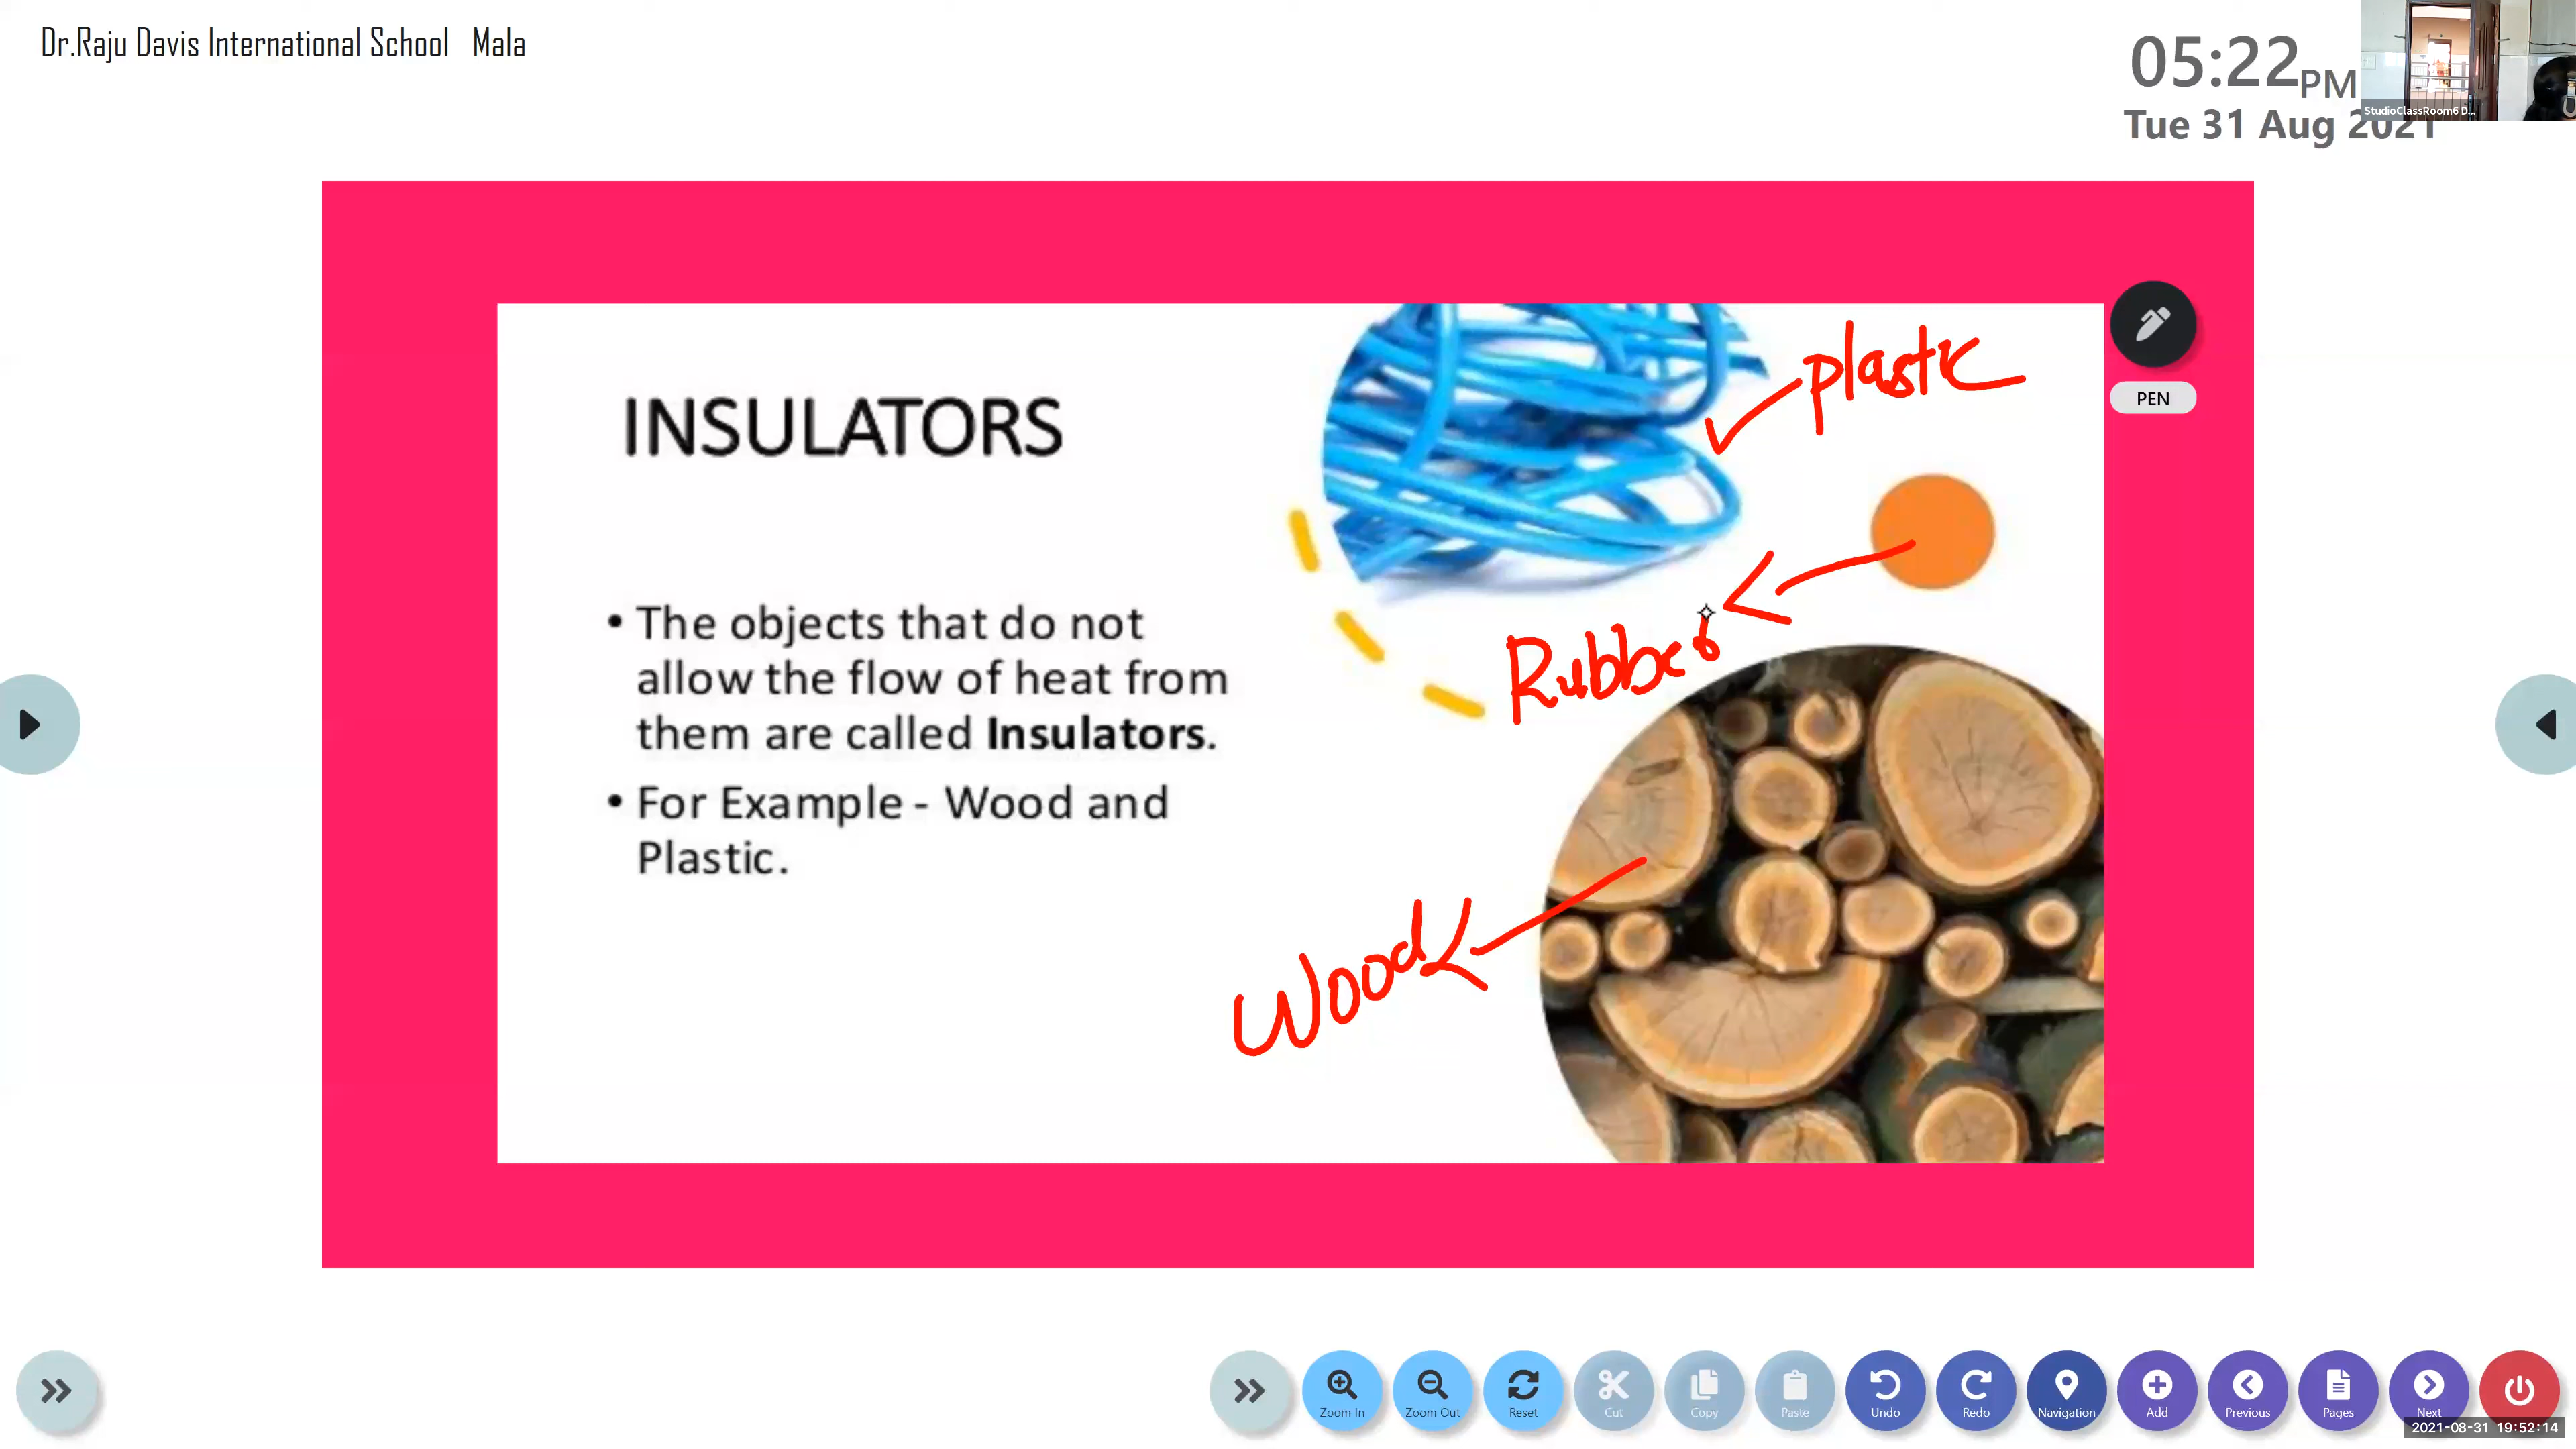 Dr.Raju Davis International School Mala
05:22 PM
Tue 31 Aug 2021
StudioClassRoom6 D...
plastic
PEN
INSULATORS
Rubber
• The objects that do not
allow the flow of heat from
them are called Insulators.
• For Example - Wood and
Plastic.
Wood
Zoom In Zoom Out Reset Cut Copy Paste Undo Redo Navigation Add Previous Pages Next
2021-08-31 19:52:14